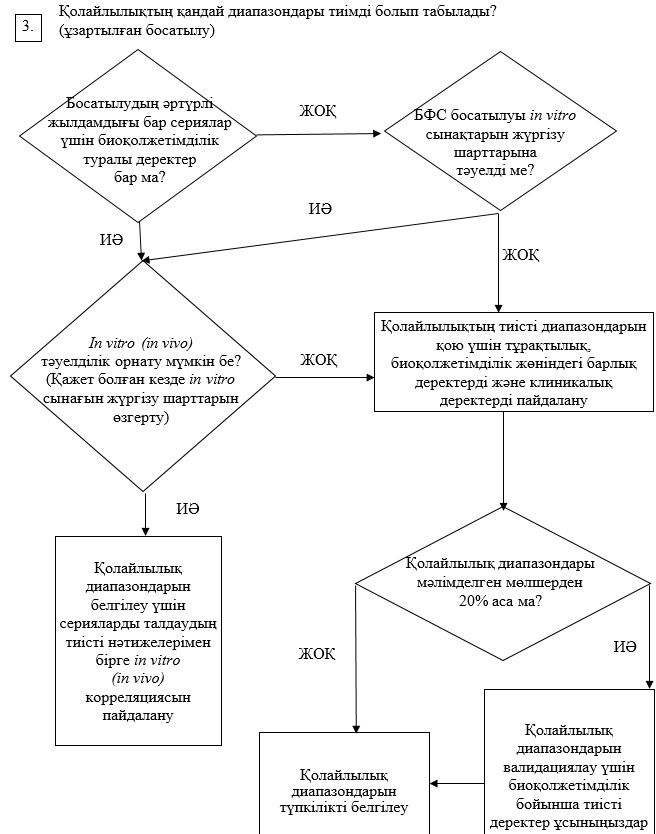 3.
Қолайлылықтың қандай диапазондары тиімді болып табылады?
(ұзартылған босатылу)
Босатылудың әртүрлі
жылдамдығы бар сериялар
үшін биоқолжетімділік
туралы деректер
бар ма?
ЖОҚ
БФС босатылуы in vitro
сынақтарын жүргізу
шарттарына
тәуелді ме?
ИӘ
ИӘ
ЖОҚ
In vitro (in vivo)
тәуелділік орнату мүмкін бе?
(Қажет болған кезде in vitro
сынағын жүргізу шарттарын
өзгерту)
ЖОҚ
Қолайлылықтың тиісті диапазондарын
қою үшін тұрақтылық,
биоқолжетімділік жөніндегі барлық
деректерді және клиникалық
деректерді пайдалану
ИӘ
Қолайлылық
диапазондарын
белгілеу үшін
серияларды талдаудың
тиісті нәтижелерімен
бірге in vitro
(in vivo)
корреляциясын
пайдалану
Қолайлылық диапазондары
мәлімделген мөлшерден
20% аса ма?
ЖОҚ
ИӘ
Қолайлылық
диапазондарын
түпкілікті белгілеу
Қолайлылық
диапазондарын
валидациялау үшін
биоқолжетімділік
бойынша тиісті
деректер ұсыныңыздар